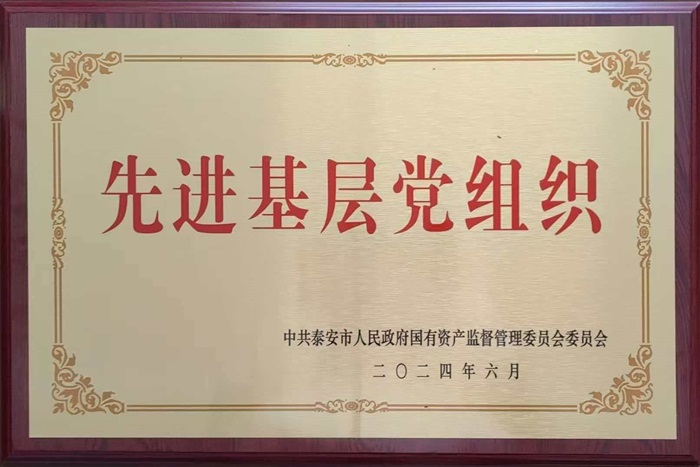 先进基层党组织
中共泰安市人民政府国有资产监督管理委员会委员会
二〇二四年六月